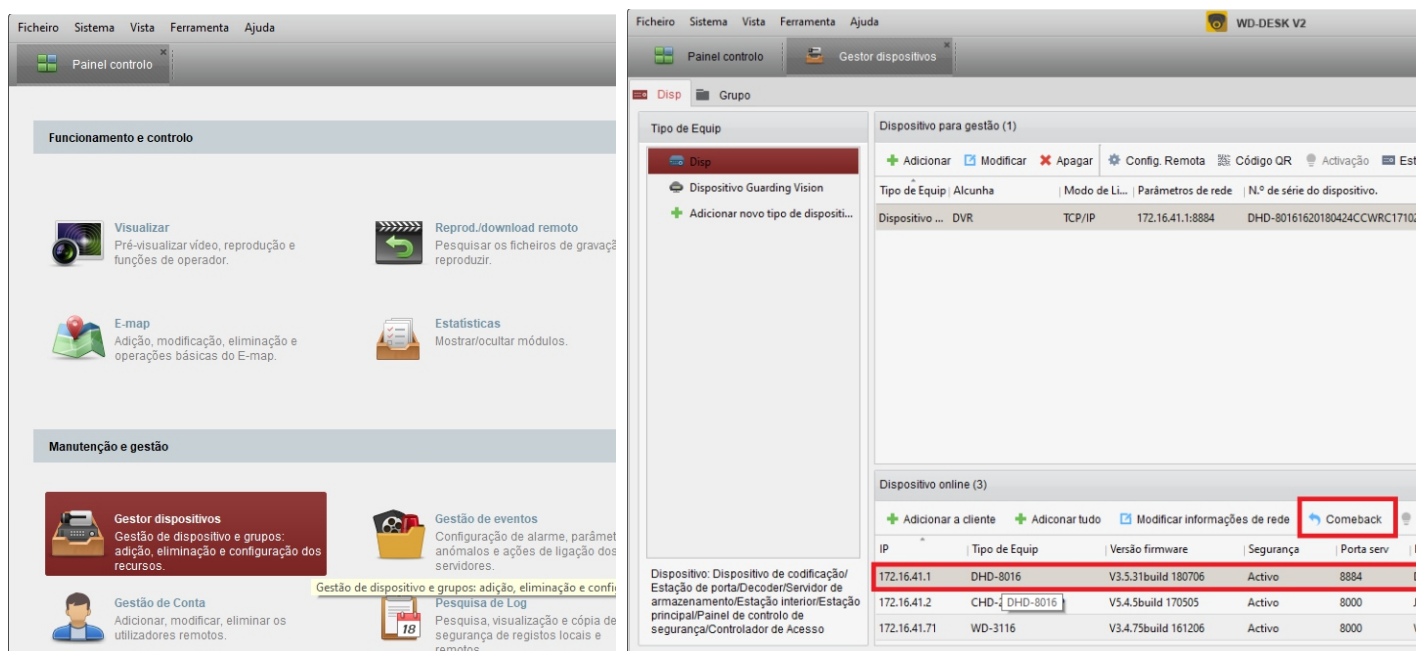 Ficheiro Sistema Vista Ferramenta Ajuda
Painel controlo
Funcionamento e controlo
Visualizar
Pré-visualizar vídeo, reprodução e
funções de operador.
Reprod./download remoto
Pesquisar os ficheiros de gravaçã
reproduzir.
E-map
Adição, modificação, eliminação e
operações básicas do E-map.
Estatísticas
Mostrar/ocultar módulos.
Manutenção e gestão
Gestor dispositivos
Gestão de dispositivo e grupos:
adição, eliminação e configuração dos
recursos.
Gestão de eventos
Configuração de alarme, parâmet
anómalos e ações de ligação dos
servidores.
Gestão de dispositivo e grupos: adição, eliminação e confi
Gestão de Conta
Adicionar, modificar, eliminar os
utilizadores remotos.
18
Pesquisa de Log
Pesquisa, visualização e cópia de
segurança de registos locais e
remotos.
Ficheiro Sistema Vista Ferramenta Ajuda
WD-DESK V2
Painel controlo Gestor dispositivos
Disp Grupo
Tipo de Equip
Disp
Dispositivo Guarding Vision
Adicionar novo tipo de dispositi...
Dispositivo: Dispositivo de codificação/
Estação de porta/Decoder/Servidor de
armazenamento/Estação interior/Estação
principal/Painel de controlo de
segurança/Controlador de Acesso
Dispositivo para gestão (1)
Adicionar Modificar Apagar Config. Remota Código QR Activação Est
Tipo de Equip Alcunha Modo de Li... Parâmetros de rede N.º de série do dispositivo.
Dispositivo ... DVR TCP/IP 172.16.41.1:8884 DHD-80161620180424CCWRC1710
Dispositivo online (3)
Adicionar a cliente Adiconar tudo Modificar informações de rede Comeback
IP Tipo de Equip Versão firmware Segurança Porta serv
172.16.41.1 DHD-8016 V3.5.31build 180706 Activo 8884
172.16.41.2 CHD- DHD-8016 V5.4.5build 170505 Activo 8000
172.16.41.71 WD-3116 V3.4.75build 161206 Activo 8000